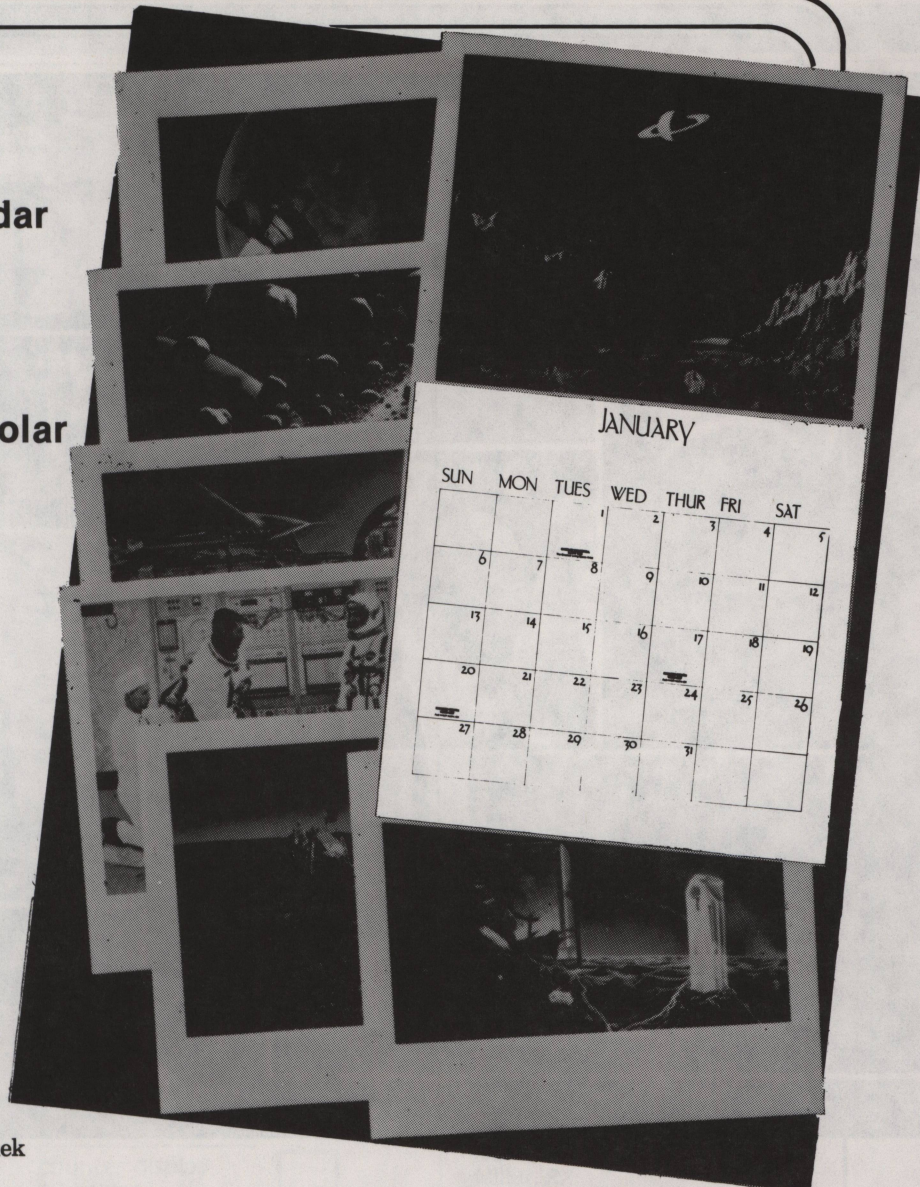 dar
olar
JANUARY
SUN MON TUES WED THUR FRI SAT
1 2 3 4 5
6 7 8 9 10 11 12
13 14 15 16 17 18 19
20 21 22 23 24 25 26
27 28 29 30 31
ek